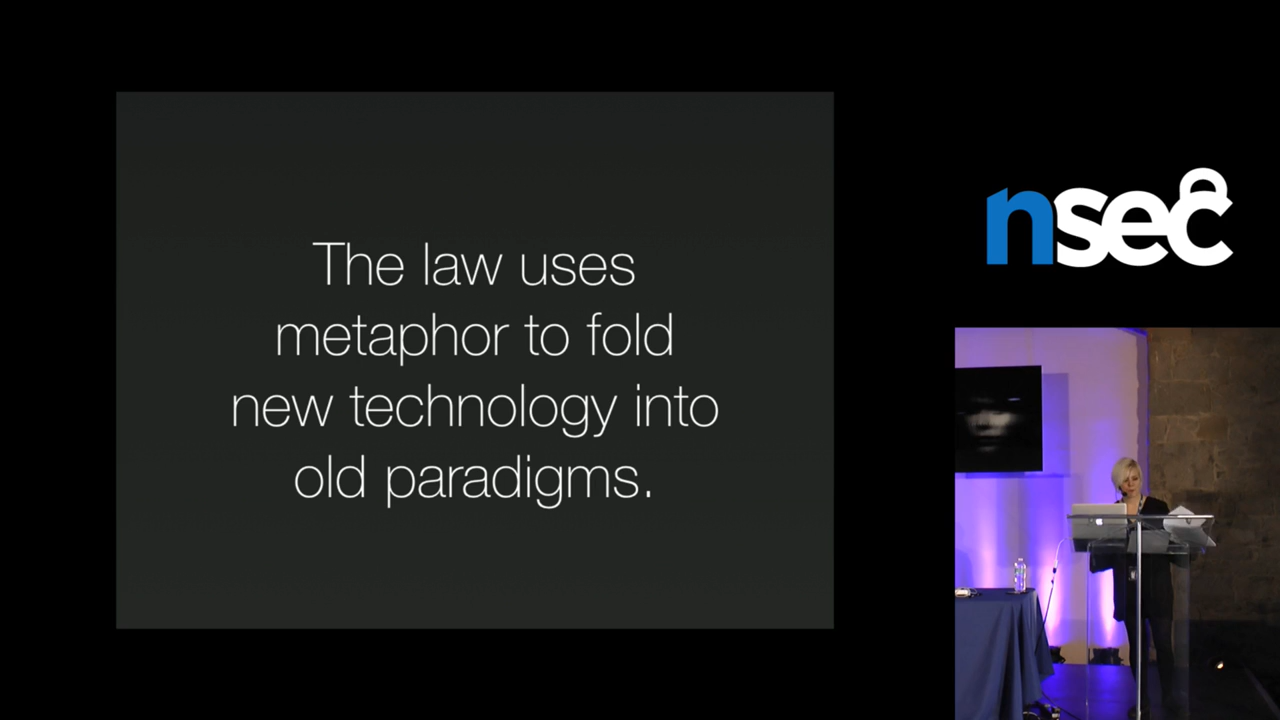 The law uses
metaphor to fold
new technology into
old paradigms.
nsec